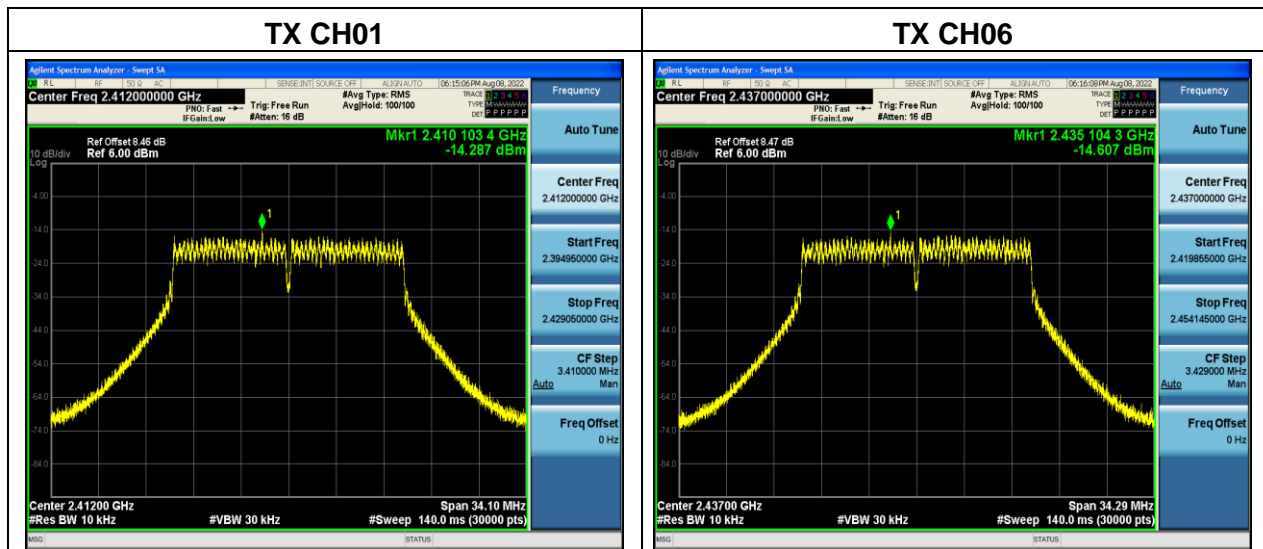 TX CH01
Agilent Spectrum Analyzer - Swept SA
RL RF 50 Ω AC SENSE:INT SOURCE OFF ALIGN AUTO 06:15:06 PM Aug 08, 2022
Center Freq 2.412000000 GHz
PNO: Fast
IFGain:Low
Trig: Free Run
#Atten: 16 dB
#Avg Type: RMS
Avg|Hold: 100/100
TRACE 1 2 3 4 5 6
TYPE
DET P P P P P P
Mkr1 2.410 103 4 GHz
-14.287 dBm
Ref Offset 8.46 dB
Ref 6.00 dBm
10 dB/div
Log
-4.00
-14.0
-24.0
-34.0
-44.0
-54.0
-64.0
-74.0
-84.0
1
Center 2.41200 GHz
Span 34.10 MHz
#Res BW 10 kHz
#VBW 30 kHz
#Sweep 140.0 ms (30000 pts)
MSG
STATUS
Frequency
Auto Tune
Center Freq
2.412000000 GHz
Start Freq
2.394950000 GHz
Stop Freq
2.429050000 GHz
CF Step
3.410000 MHz
Auto Man
Freq Offset
0 Hz
TX CH06
Agilent Spectrum Analyzer - Swept SA
RL RF 50 Ω AC SENSE:INT SOURCE OFF ALIGN AUTO 06:16:08 PM Aug 08, 2022
Center Freq 2.437000000 GHz
PNO: Fast
IFGain:Low
Trig: Free Run
#Atten: 16 dB
#Avg Type: RMS
Avg|Hold: 100/100
TRACE 1 2 3 4 5 6
TYPE
DET P P P P P P
Mkr1 2.435 104 3 GHz
-14.607 dBm
Ref Offset 8.47 dB
Ref 6.00 dBm
10 dB/div
Log
-4.00
-14.0
-24.0
-34.0
-44.0
-54.0
-64.0
-74.0
-84.0
1
Center 2.43700 GHz
Span 34.29 MHz
#Res BW 10 kHz
#VBW 30 kHz
#Sweep 140.0 ms (30000 pts)
MSG
STATUS
Frequency
Auto Tune
Center Freq
2.437000000 GHz
Start Freq
2.419855000 GHz
Stop Freq
2.454145000 GHz
CF Step
3.429000 MHz
Auto Man
Freq Offset
0 Hz